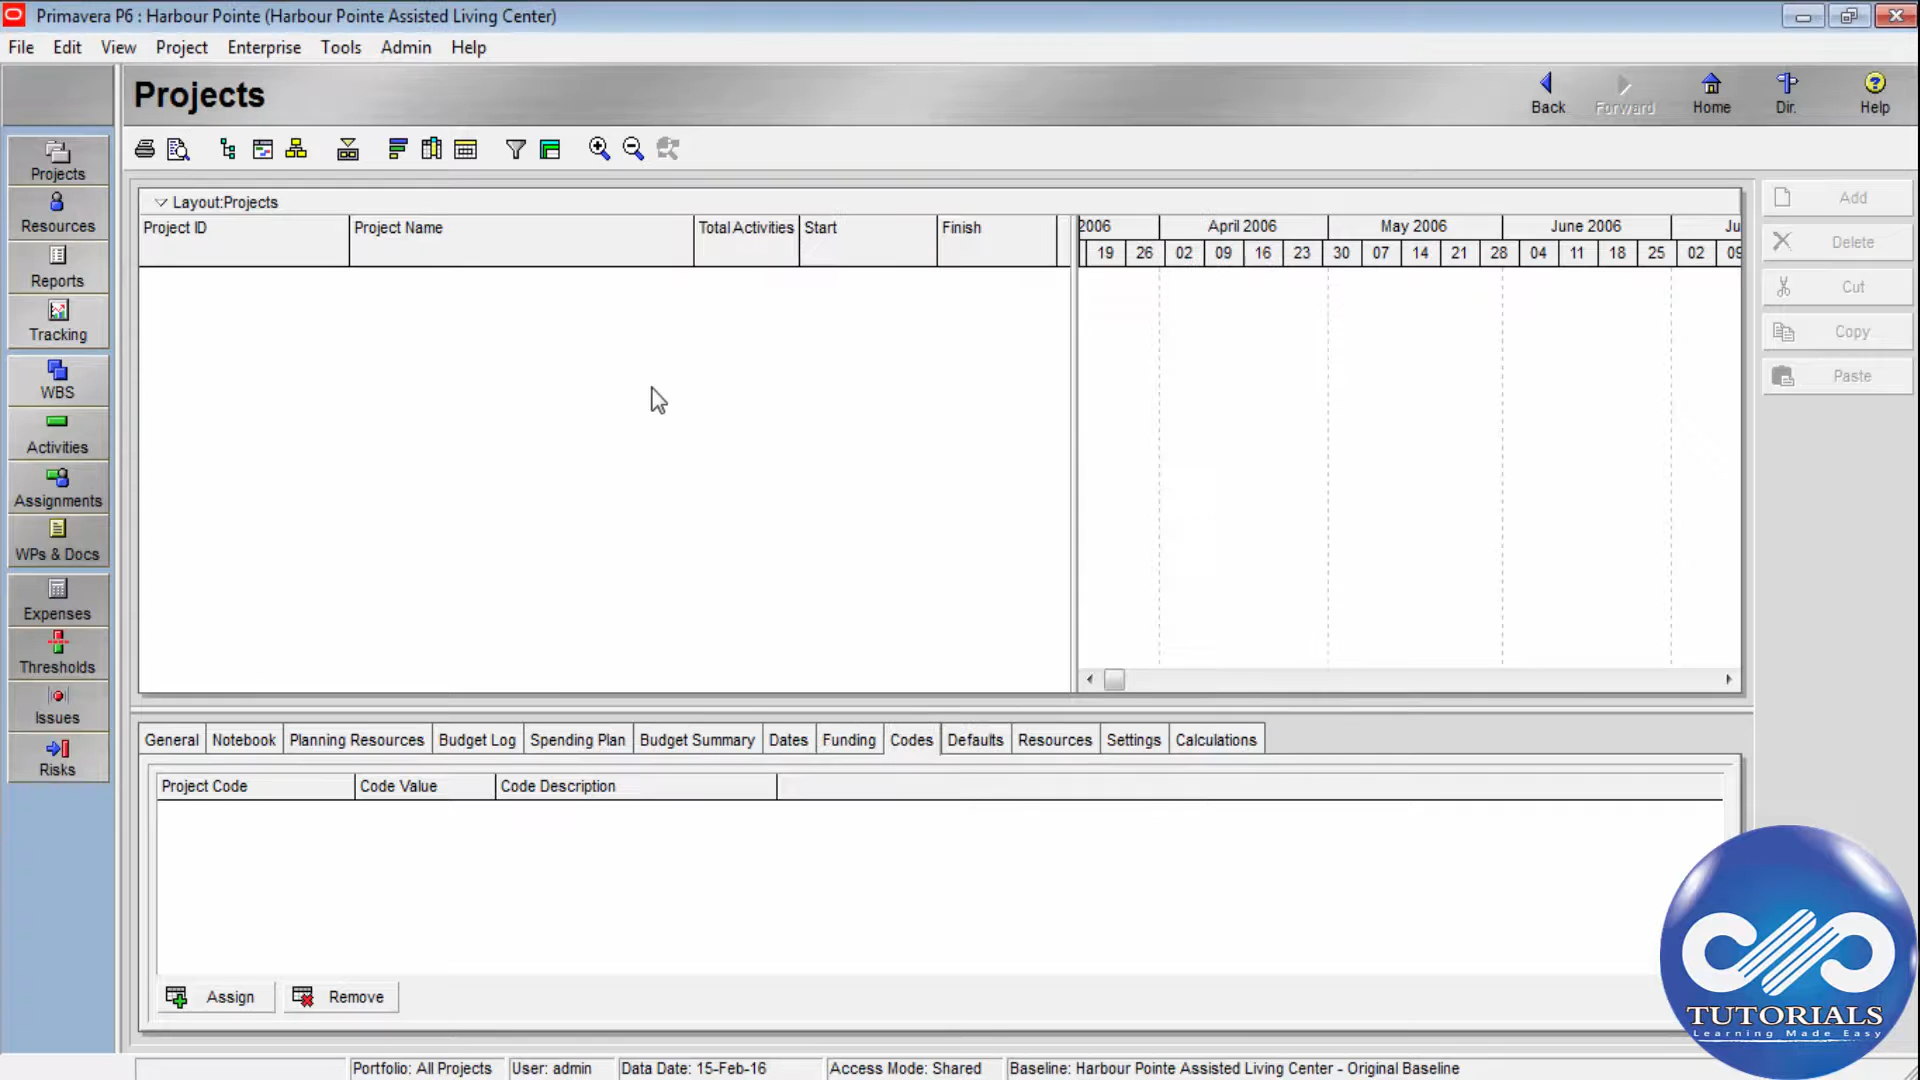 Primavera P6 : Harbour Pointe (Harbour Pointe Assisted Living Center)
File Edit View Project Enterprise Tools Admin Help
Projects
Back Forward Home Dir. Help
Projects
Resources
Reports
Tracking
WBS
Activities
Assignments
WPs & Docs
Expenses
Thresholds
Issues
Risks
Layout:Projects
Project ID Project Name Total Activities Start Finish
2006 April 2006 May 2006 June 2006 Ju
19 26 02 09 16 23 30 07 14 21 28 04 11 18 25 02 09
Add
Delete
Cut
Copy
Paste
General Notebook Planning Resources Budget Log Spending Plan Budget Summary Dates Funding Codes Defaults Resources Settings Calculations
Project Code Code Value Code Description
Assign Remove
TUTORIALS
Learning Made Easy
Portfolio: All Projects User: admin Data Date: 15-Feb-16 Access Mode: Shared Baseline: Harbour Pointe Assisted Living Center - Original Baseline